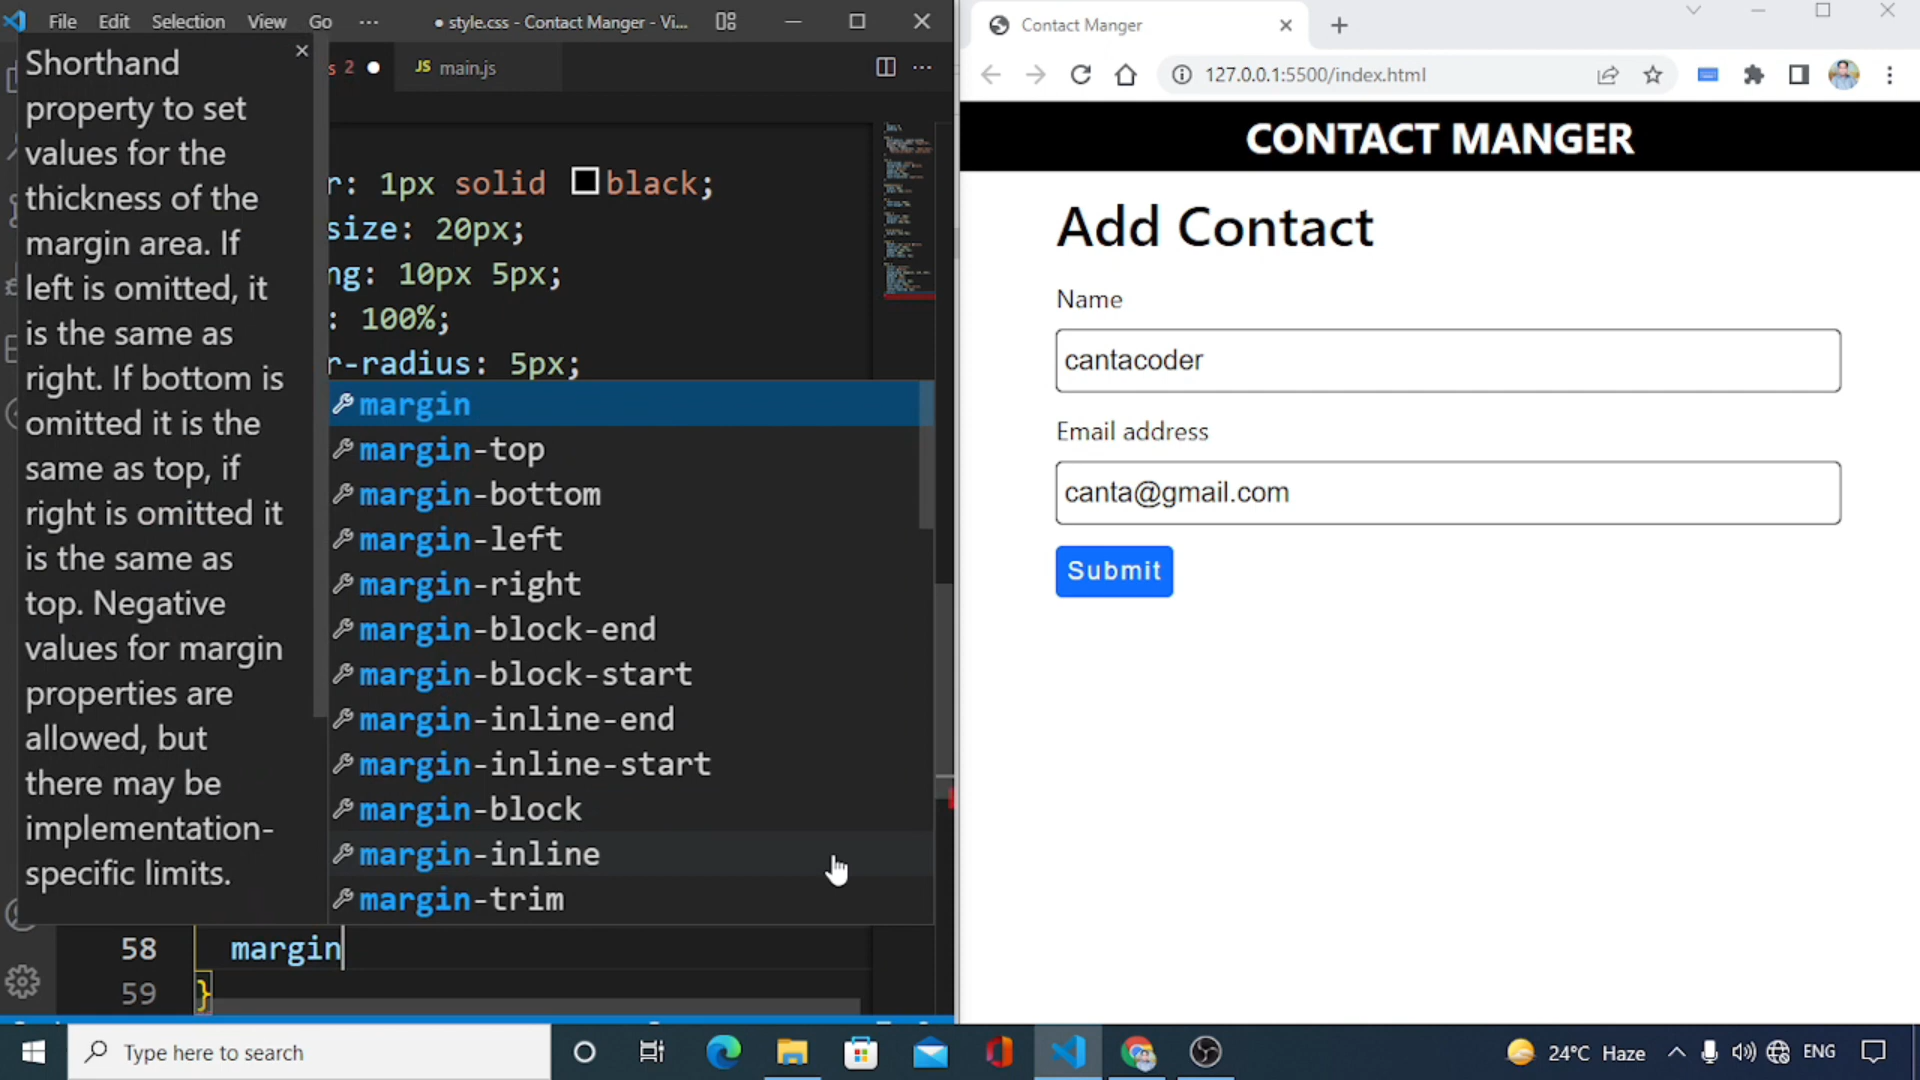 File Edit Selection View Go ···
● style.css - Contact Manger - Vi...
Shorthand
property to set
values for the
thickness of the
margin area. If
left is omitted, it
is the same as
right. If bottom is
omitted it is the
same as top, if
right is omitted it
is the same as
top. Negative
values for margin
properties are
allowed, but
there may be
implementation-
specific limits.
s 2 ●
JS main.js
r: 1px solid black;
size: 20px;
ng: 10px 5px;
: 100%;
r-radius: 5px;
margin
margin-top
margin-bottom
margin-left
margin-right
margin-block-end
margin-block-start
margin-inline-end
margin-inline-start
margin-block
margin-inline
margin-trim
58 margin
59 }
Contact Manger
127.0.0.1:5500/index.html
CONTACT MANGER
Add Contact
Name
cantacoder
Email address
canta@gmail.com
Submit
Type here to search
24°C Haze
ENG